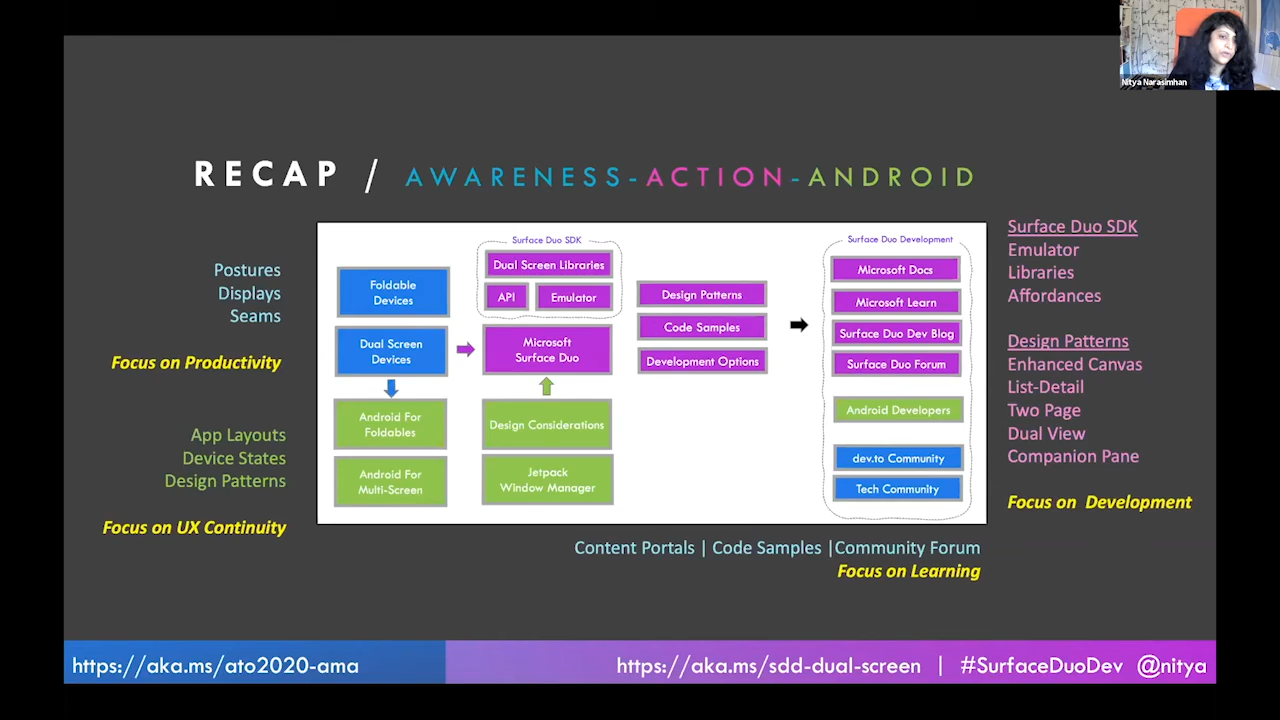 Nitya Narasimhan
RECAP / AWARENESS-ACTION-ANDROID
Postures
Displays
Seams
Focus on Productivity
App Layouts
Device States
Design Patterns
Focus on UX Continuity
Foldable
Devices
Dual Screen
Devices
Android For
Foldables
Android For
Multi-Screen
Surface Duo SDK
Dual Screen Libraries
API
Emulator
Microsoft
Surface Duo
Design Considerations
Jetpack
Window Manager
Design Patterns
Code Samples
Development Options
Surface Duo Development
Microsoft Docs
Microsoft Learn
Surface Duo Dev Blog
Surface Duo Forum
Android Developers
dev.to Community
Tech Community
Surface Duo SDK
Emulator
Libraries
Affordances
Design Patterns
Enhanced Canvas
List-Detail
Two Page
Dual View
Companion Pane
Focus on Development
Content Portals | Code Samples |Community Forum
Focus on Learning
https://aka.ms/ato2020-ama
https://aka.ms/sdd-dual-screen | #SurfaceDuoDev @nitya